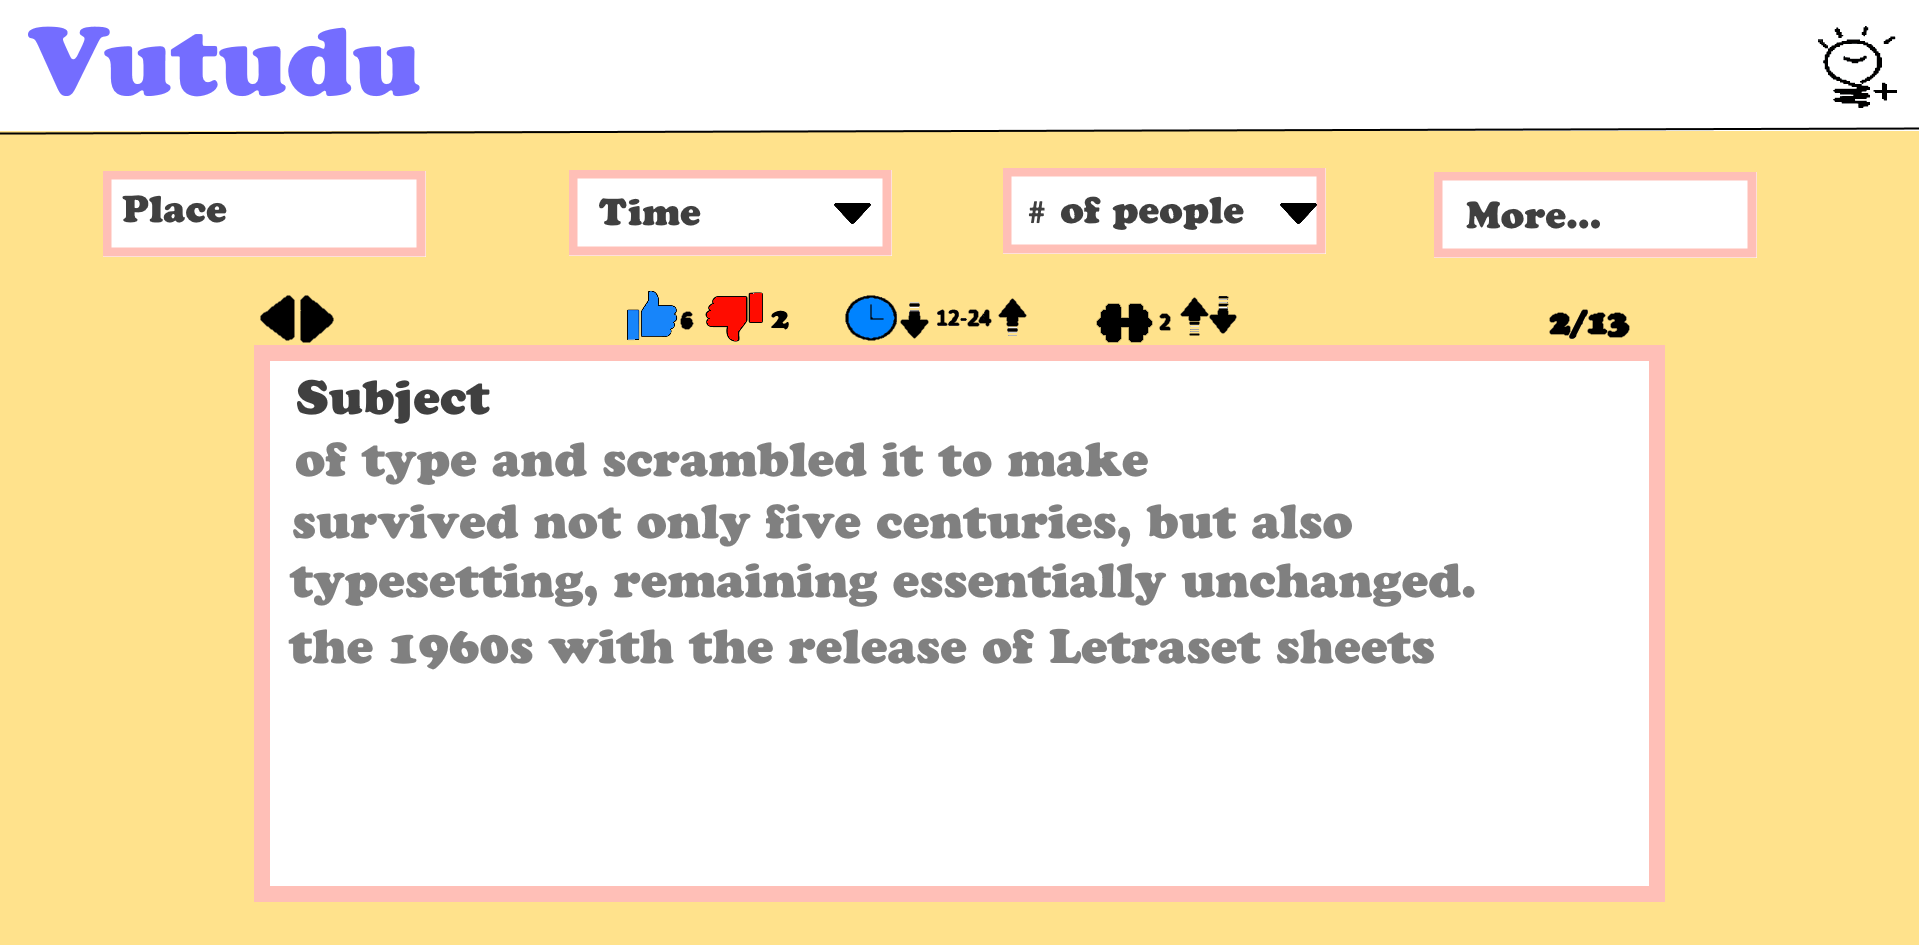 Vutudu
Place
Time
# of people
More...
6
2
12-24
2
2/13
Subject
of type and scrambled it to make
survived not only five centuries, but also
typesetting, remaining essentially unchanged.
the 1960s with the release of Letraset sheets